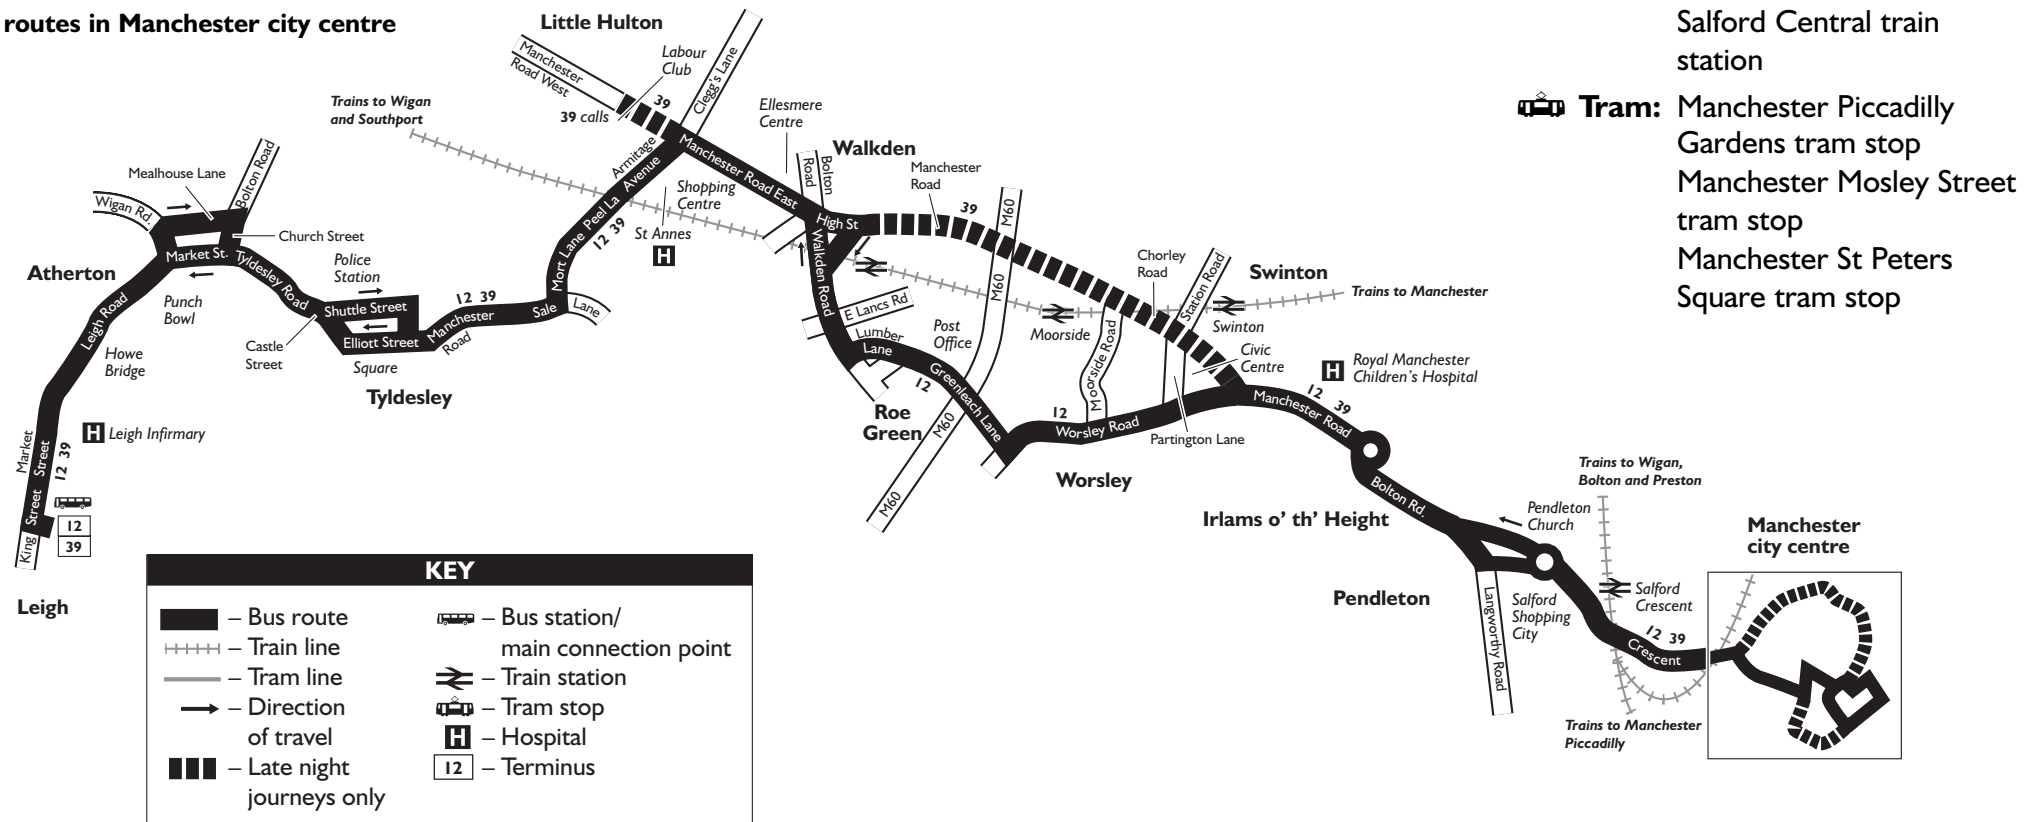 routes in Manchester city centre
Little Hulton
Manchester
Road West
Labour
Club
39
39 calls
Clegg's Lane
Trains to Wigan
and Southport
Ellesmere
Centre
Armitage
Avenue
Manchester Road East
Bolton
Road
Walkden
Manchester
Road
39
M60
Salford Central train
station
Tram: Manchester Piccadilly
Gardens tram stop
Manchester Mosley Street
tram stop
Manchester St Peters
Square tram stop
Mealhouse Lane
Bolton Road
Wigan Rd.
Church Street
Market St.
Tyldesley Road
Atherton
Punch
Bowl
Leigh Road
Howe
Bridge
Police
Station
Shuttle Street
Elliott Street
Castle
Street
Square
Tyldesley
12 39
Manchester
Road
Sale
Lane
Mort Lane
Peel La
12 39
Shopping
Centre
St Annes
H
High St
Walkden Road
E Lancs Rd
Lumber
Lane
Post
Office
12
Greenleach Lane
Roe
Green
M60
M60
M60
Moorside
Moorside Road
Chorley
Road
Station Road
Swinton
Trains to Manchester
Swinton
Civic
Centre
H
Royal Manchester
Children's Hospital
12
Worsley Road
Partington Lane
Worsley
Manchester Road
12 39
Bolton Rd.
Irlams o' th' Height
Pendleton
Church
Pendleton
Langworthy Road
Salford
Shopping
City
Trains to Wigan,
Bolton and Preston
Salford
Crescent
12 39
Crescent
Trains to Manchester
Piccadilly
Manchester
city centre
H Leigh Infirmary
Market
Street
12 39
King
Street
12
39
Leigh
KEY
– Bus route
– Train line
– Tram line
– Direction
of travel
– Late night
journeys only
– Bus station/
main connection point
– Train station
– Tram stop
H – Hospital
12 – Terminus